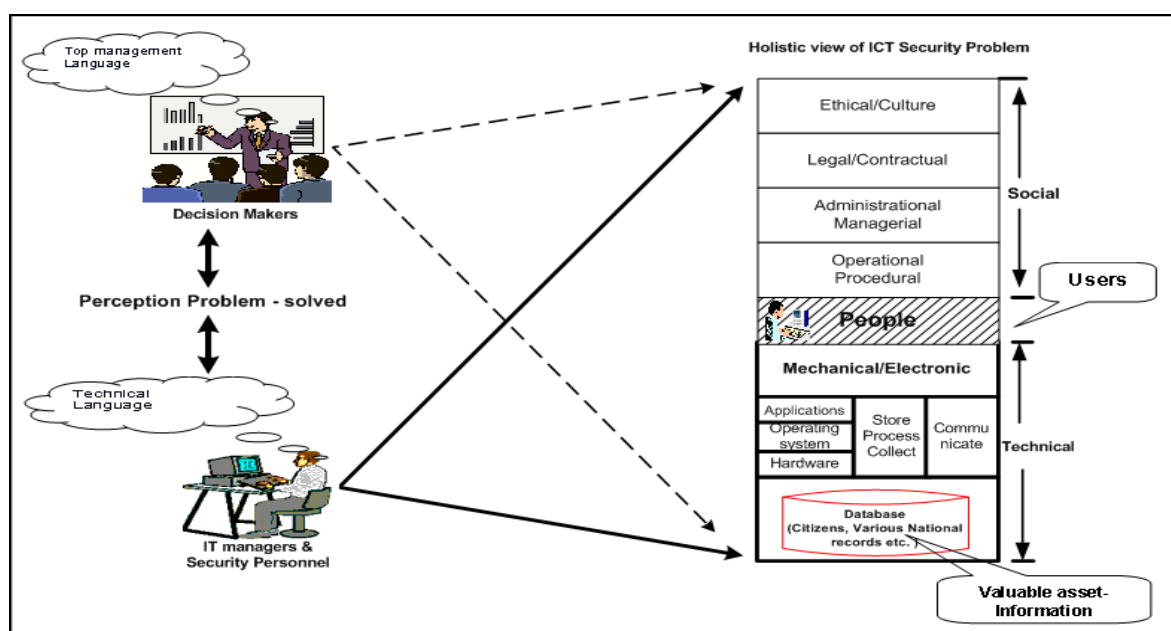 Top management
Language
Decision Makers
Perception Problem - solved
Technical
Language
IT managers &
Security Personnel
Holistic view of ICT Security Problem
Ethical/Culture
Legal/Contractual
Administrational
Managerial
Operational
Procedural
People
Mechanical/Electronic
Applications
Operating
system
Hardware
Store
Process
Collect
Commu
nicate
Database
(Citizens, Various National
records etc. )
Social
Users
Technical
Valuable asset-
Information